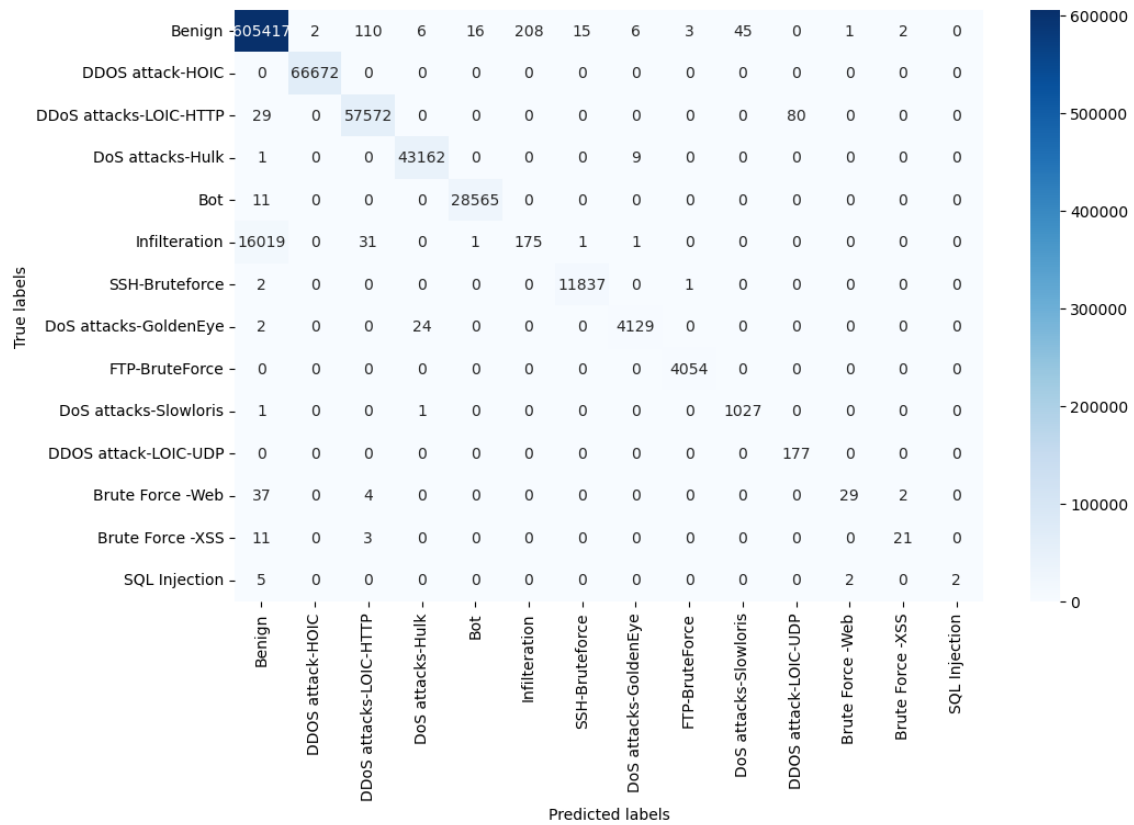 Benign 605417 2 110 6 16 208 15 6 3 45 0 1 2 0
DDOS attack-HOIC 0 66672 0 0 0 0 0 0 0 0 0 0 0 0
DDoS attacks-LOIC-HTTP 29 0 57572 0 0 0 0 0 0 0 80 0 0 0
DoS attacks-Hulk 1 0 0 43162 0 0 0 9 0 0 0 0 0 0
Bot 11 0 0 0 28565 0 0 0 0 0 0 0 0 0
Infilteration 16019 0 31 0 1 175 1 1 0 0 0 0 0 0
SSH-Bruteforce 2 0 0 0 0 0 11837 0 1 0 0 0 0 0
DoS attacks-GoldenEye 2 0 0 24 0 0 0 4129 0 0 0 0 0 0
FTP-BruteForce 0 0 0 0 0 0 0 0 4054 0 0 0 0 0
DoS attacks-Slowloris 1 0 0 1 0 0 0 0 0 1027 0 0 0 0
DDOS attack-LOIC-UDP 0 0 0 0 0 0 0 0 0 0 177 0 0 0
Brute Force -Web 37 0 4 0 0 0 0 0 0 0 0 29 2 0
Brute Force -XSS 11 0 3 0 0 0 0 0 0 0 0 0 21 0
SQL Injection 5 0 0 0 0 0 0 0 0 0 0 2 0 2
True labels
Benign
DDOS attack-HOIC
DDoS attacks-LOIC-HTTP
DoS attacks-Hulk
Bot
Infilteration
SSH-Bruteforce
DoS attacks-GoldenEye
FTP-BruteForce
DoS attacks-Slowloris
DDOS attack-LOIC-UDP
Brute Force -Web
Brute Force -XSS
SQL Injection
Predicted labels
600000
500000
400000
300000
200000
100000
0